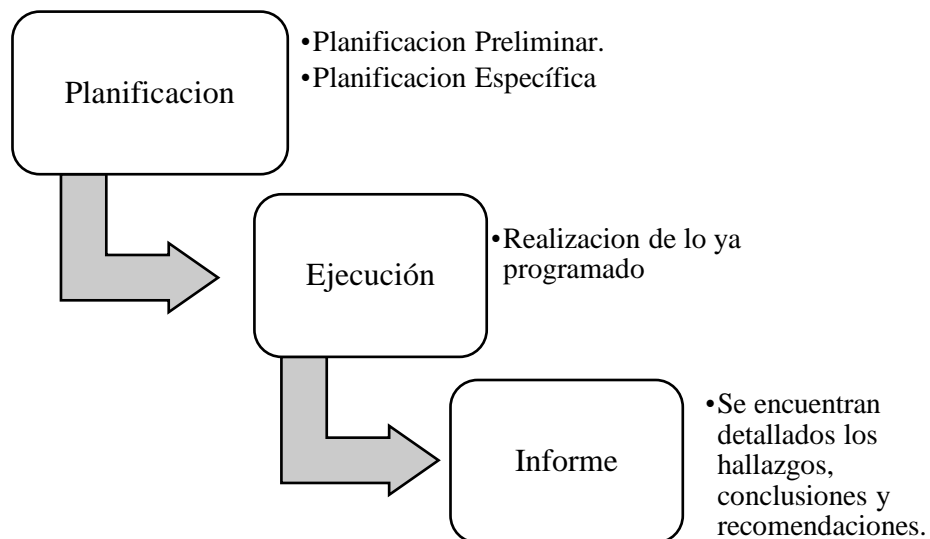 Planificacion
•Planificacion Preliminar.
•Planificacion Específica
Ejecución
•Realizacion de lo ya
programado
Informe
•Se encuentran
detallados los
hallazgos,
conclusiones y
recomendaciones.